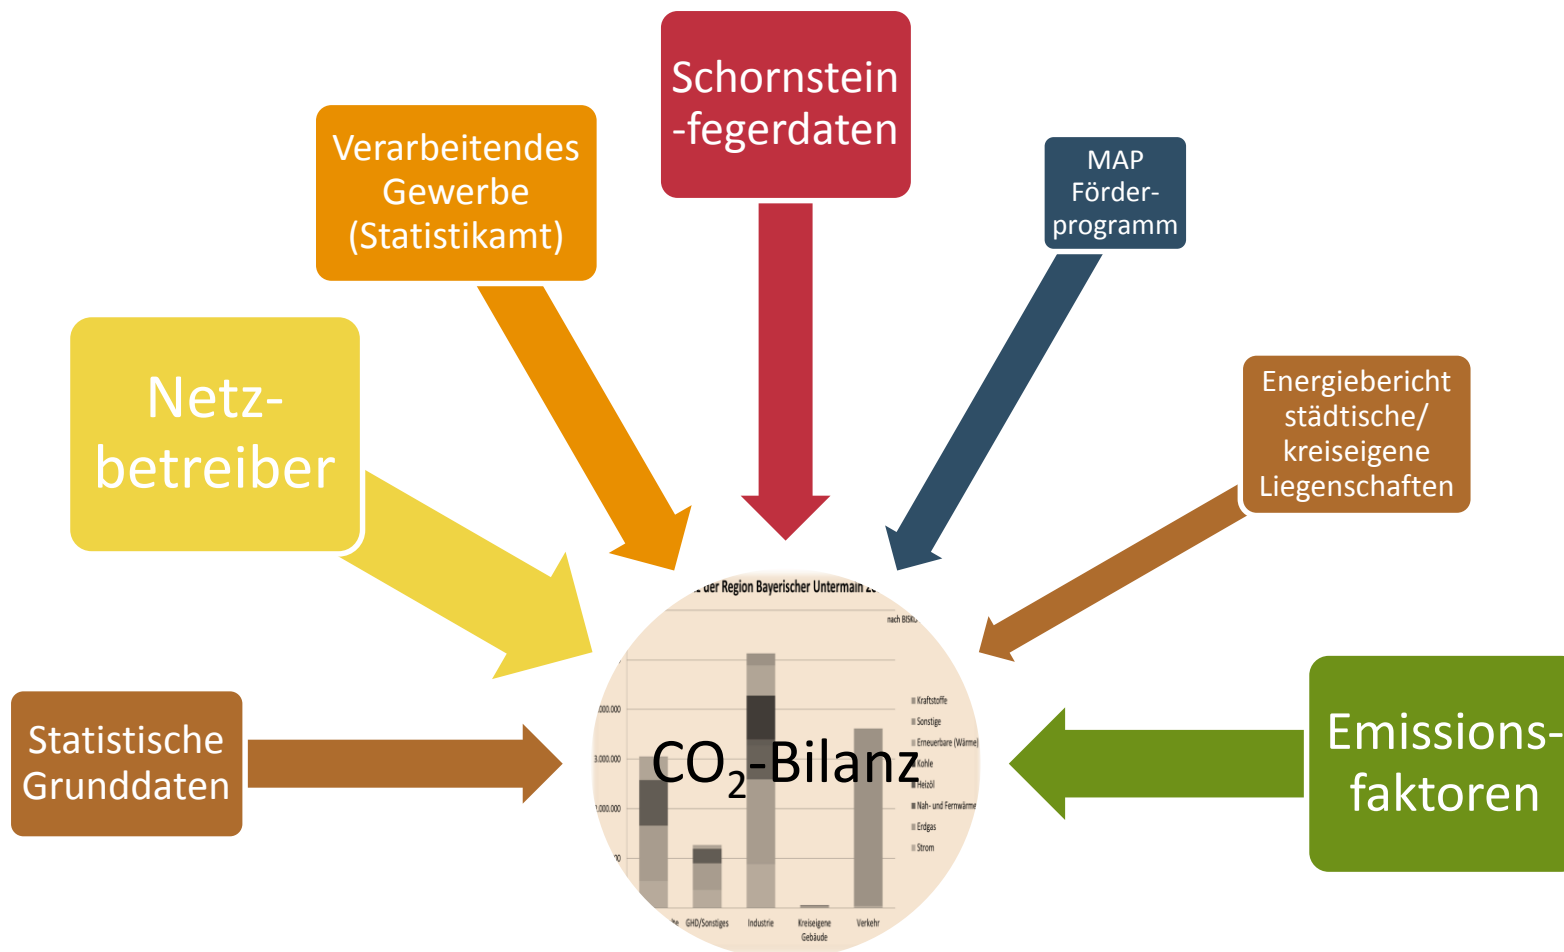 Schornstein
-fegerdaten
Verarbeitendes
Gewerbe
(Statistikamt)
MAP
Förder-
programm
Netz-
betreiber
Energiebericht
städtische/
kreiseigene
Liegenschaften
Statistische
Grunddaten
Emissions-
faktoren
CO₂-Bilanz
der Region Bayerischer Untermain
nach
Kraftstoffe
Sonstige
Erneuerbare (Wärme)
Kohle
Heizöl
Nah- und Fernwärme
Erdgas
Strom
GHD/Sonstiges
Industrie
Kreiseigene
Gebäude
Verkehr